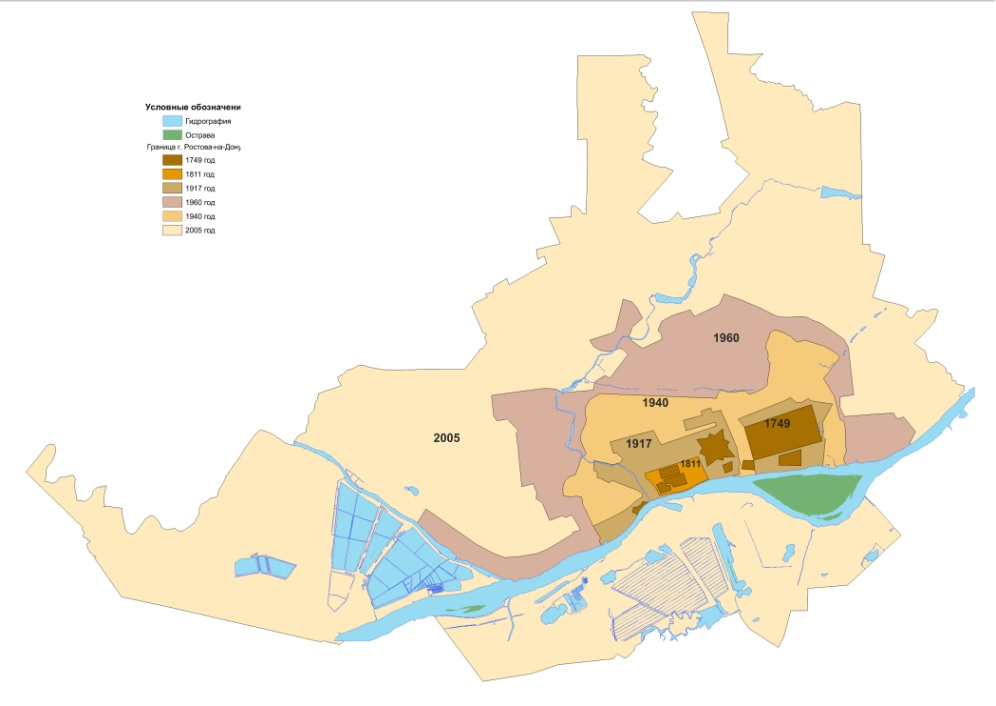 Условные обозначени
Гидрография
Острова
Граница г. Ростова-на-Дону
1749 год
1811 год
1917 год
1960 год
1940 год
2005 год
1960
1940
1749
2005
1917
1811